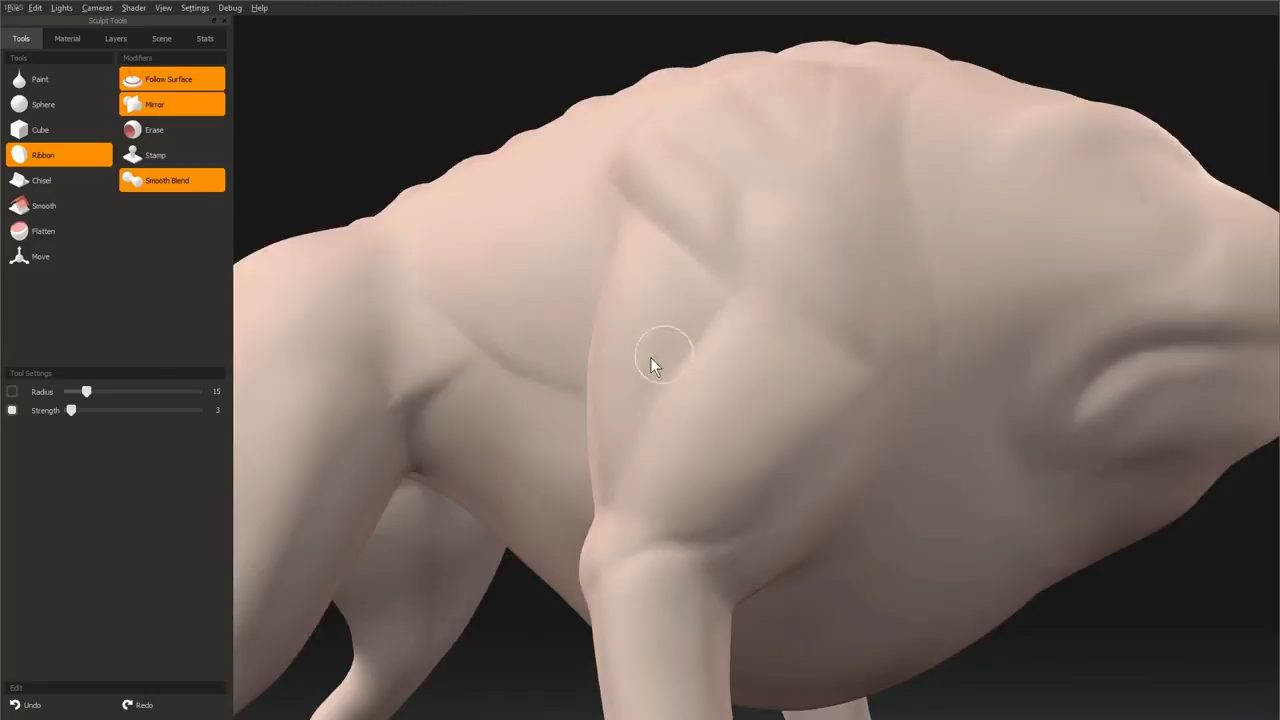 File Edit Lights Cameras Shader View Settings Debug Help
Sculpt Tools
Tools Material Layers Scene Stats
Tools Modifiers
Paint Follow Surface
Sphere Mirror
Cube Erase
Ribbon Stamp
Chisel Smooth Blend
Smooth
Flatten
Move
Tool Settings
Radius 15
Strength 3
Edit
Undo Redo